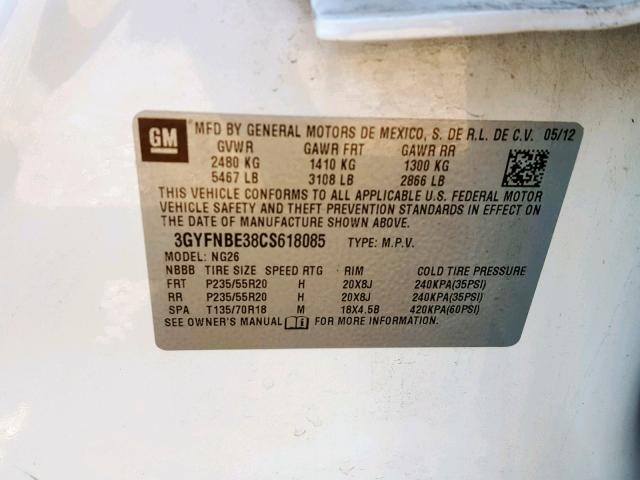 GM MFD BY GENERAL MOTORS DE MEXICO, S. DE R.L. DE C.V. 05/12
GVWR GAWR FRT GAWR RR
2480 KG 1410 KG 1300 KG
5467 LB 3108 LB 2866 LB
THIS VEHICLE CONFORMS TO ALL APPLICABLE U.S. FEDERAL MOTOR
VEHICLE SAFETY AND THEFT PREVENTION STANDARDS IN EFFECT ON
THE DATE OF MANUFACTURE SHOWN ABOVE.
3GYFNBE38CS618085 TYPE: M.P.V.
MODEL: NG26
NBBB TIRE SIZE SPEED RTG RIM COLD TIRE PRESSURE
FRT P235/55R20 H 20X8J 240KPA(35PSI)
RR P235/55R20 H 20X8J 240KPA(35PSI)
SPA T135/70R18 M 18X4.5B 420KPA(60PSI)
SEE OWNER'S MANUAL FOR MORE INFORMATION.